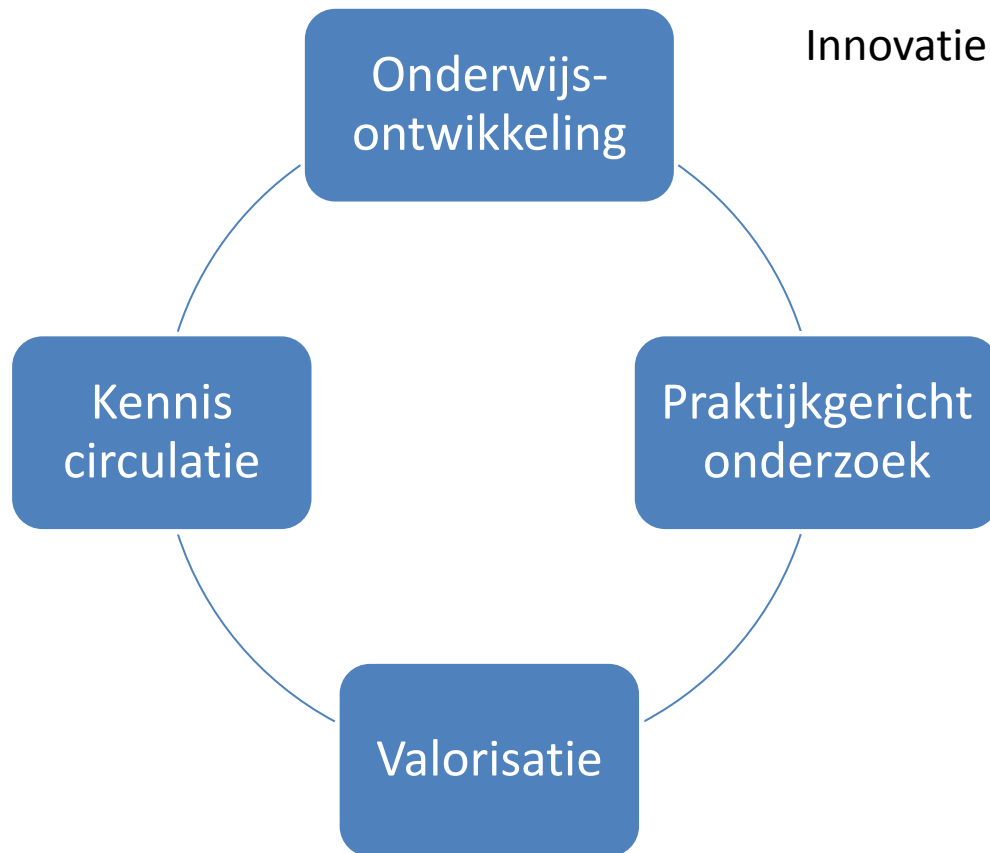 Innovatie
Onderwijs-
ontwikkeling
Kennis
circulatie
Praktijkgericht
onderzoek
Valorisatie